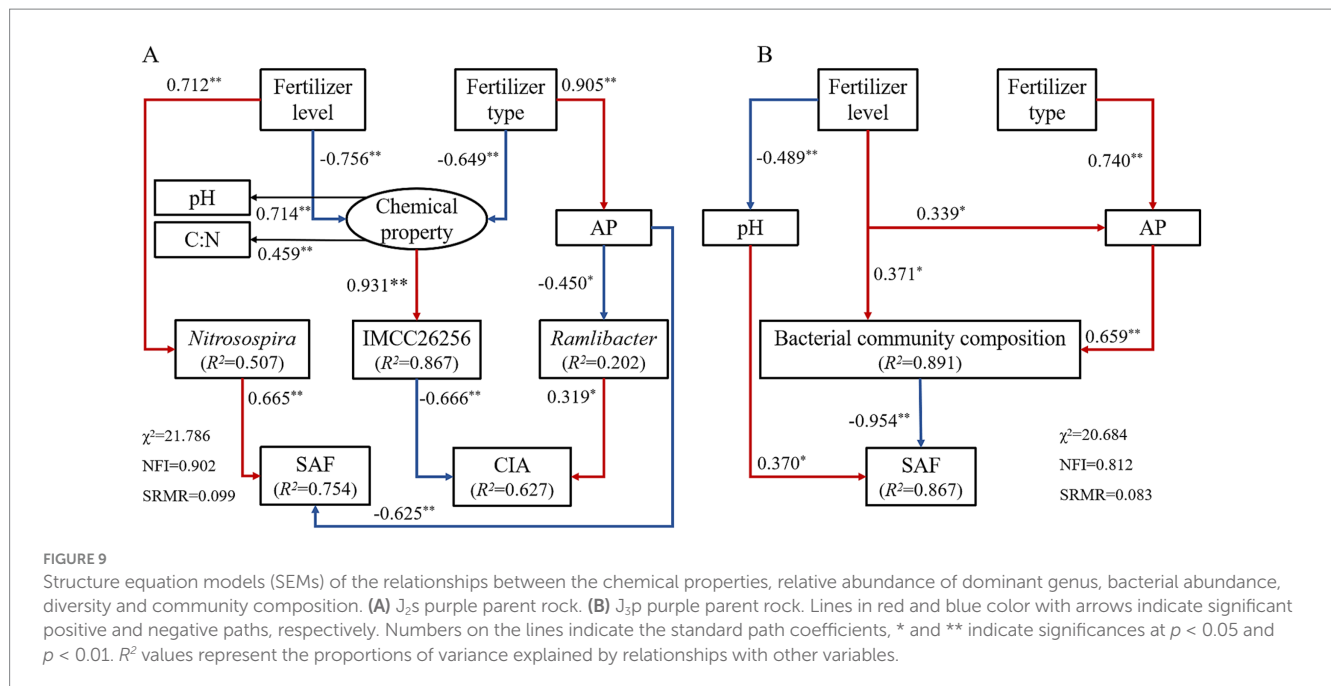 A
B
0.712**
Fertilizer
level
Fertilizer
type
0.905**
-0.756**
-0.649**
pH
0.714**
C:N
0.459**
Chemical
property
AP
0.931**
-0.450*
Nitrosospira
(R²=0.507)
IMCC26256
(R²=0.867)
Ramlibacter
(R²=0.202)
0.665**
-0.666**
0.319*
χ²=21.786
NFI=0.902
SRMR=0.099
SAF
(R²=0.754)
CIA
(R²=0.627)
-0.625**
Fertilizer
level
Fertilizer
type
-0.489**
0.740**
pH
0.339*
AP
0.371*
Bacterial community composition
(R²=0.891)
0.659**
-0.954**
0.370*
SAF
(R²=0.867)
χ²=20.684
NFI=0.812
SRMR=0.083
FIGURE 9
Structure equation models (SEMs) of the relationships between the chemical properties, relative abundance of dominant genus, bacterial abundance,
diversity and community composition. (A) J₂s purple parent rock. (B) J₃p purple parent rock. Lines in red and blue color with arrows indicate significant
positive and negative paths, respectively. Numbers on the lines indicate the standard path coefficients, * and ** indicate significances at p < 0.05 and
p < 0.01. R² values represent the proportions of variance explained by relationships with other variables.